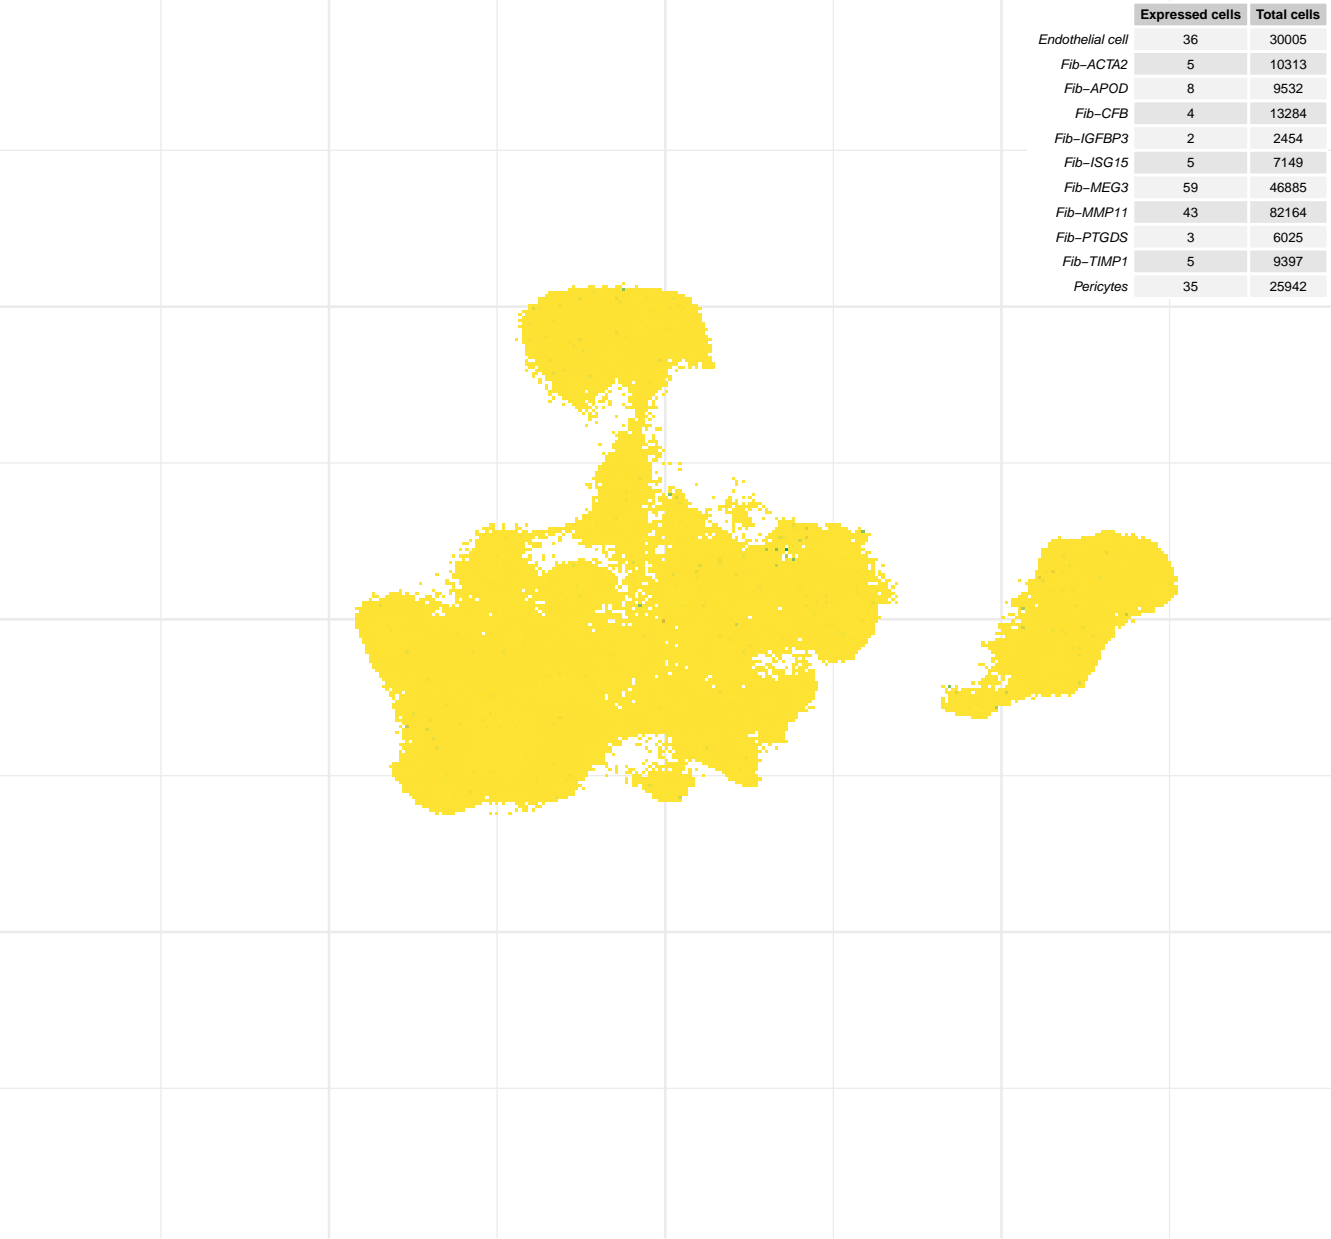 Expressed cells Total cells
Endothelial cell 36 30005
Fib−ACTA2 5 10313
Fib−APOD 8 9532
Fib−CFB 4 13284
Fib−IGFBP3 2 2454
Fib−ISG15 5 7149
Fib−MEG3 59 46885
Fib−MMP11 43 82164
Fib−PTGDS 3 6025
Fib−TIMP1 5 9397
Pericytes 35 25942